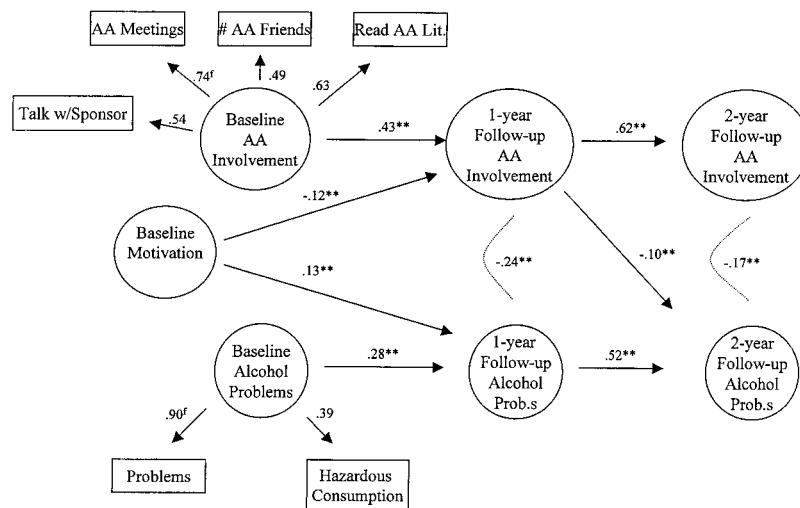 AA Meetings
# AA Friends
Read AA Lit.
.74f
.49
.63
Talk w/Sponsor
.54
Baseline
AA
Involvement
.43**
1-year
Follow-up
AA
Involvement
.62**
2-year
Follow-up
AA
Involvement
-.12**
Baseline
Motivation
.13**
-.24**
-.10**
-.17**
Baseline
Alcohol
Problems
.28**
1-year
Follow-up
Alcohol
Prob.s
.52**
2-year
Follow-up
Alcohol
Prob.s
.90f
.39
Problems
Hazardous
Consumption